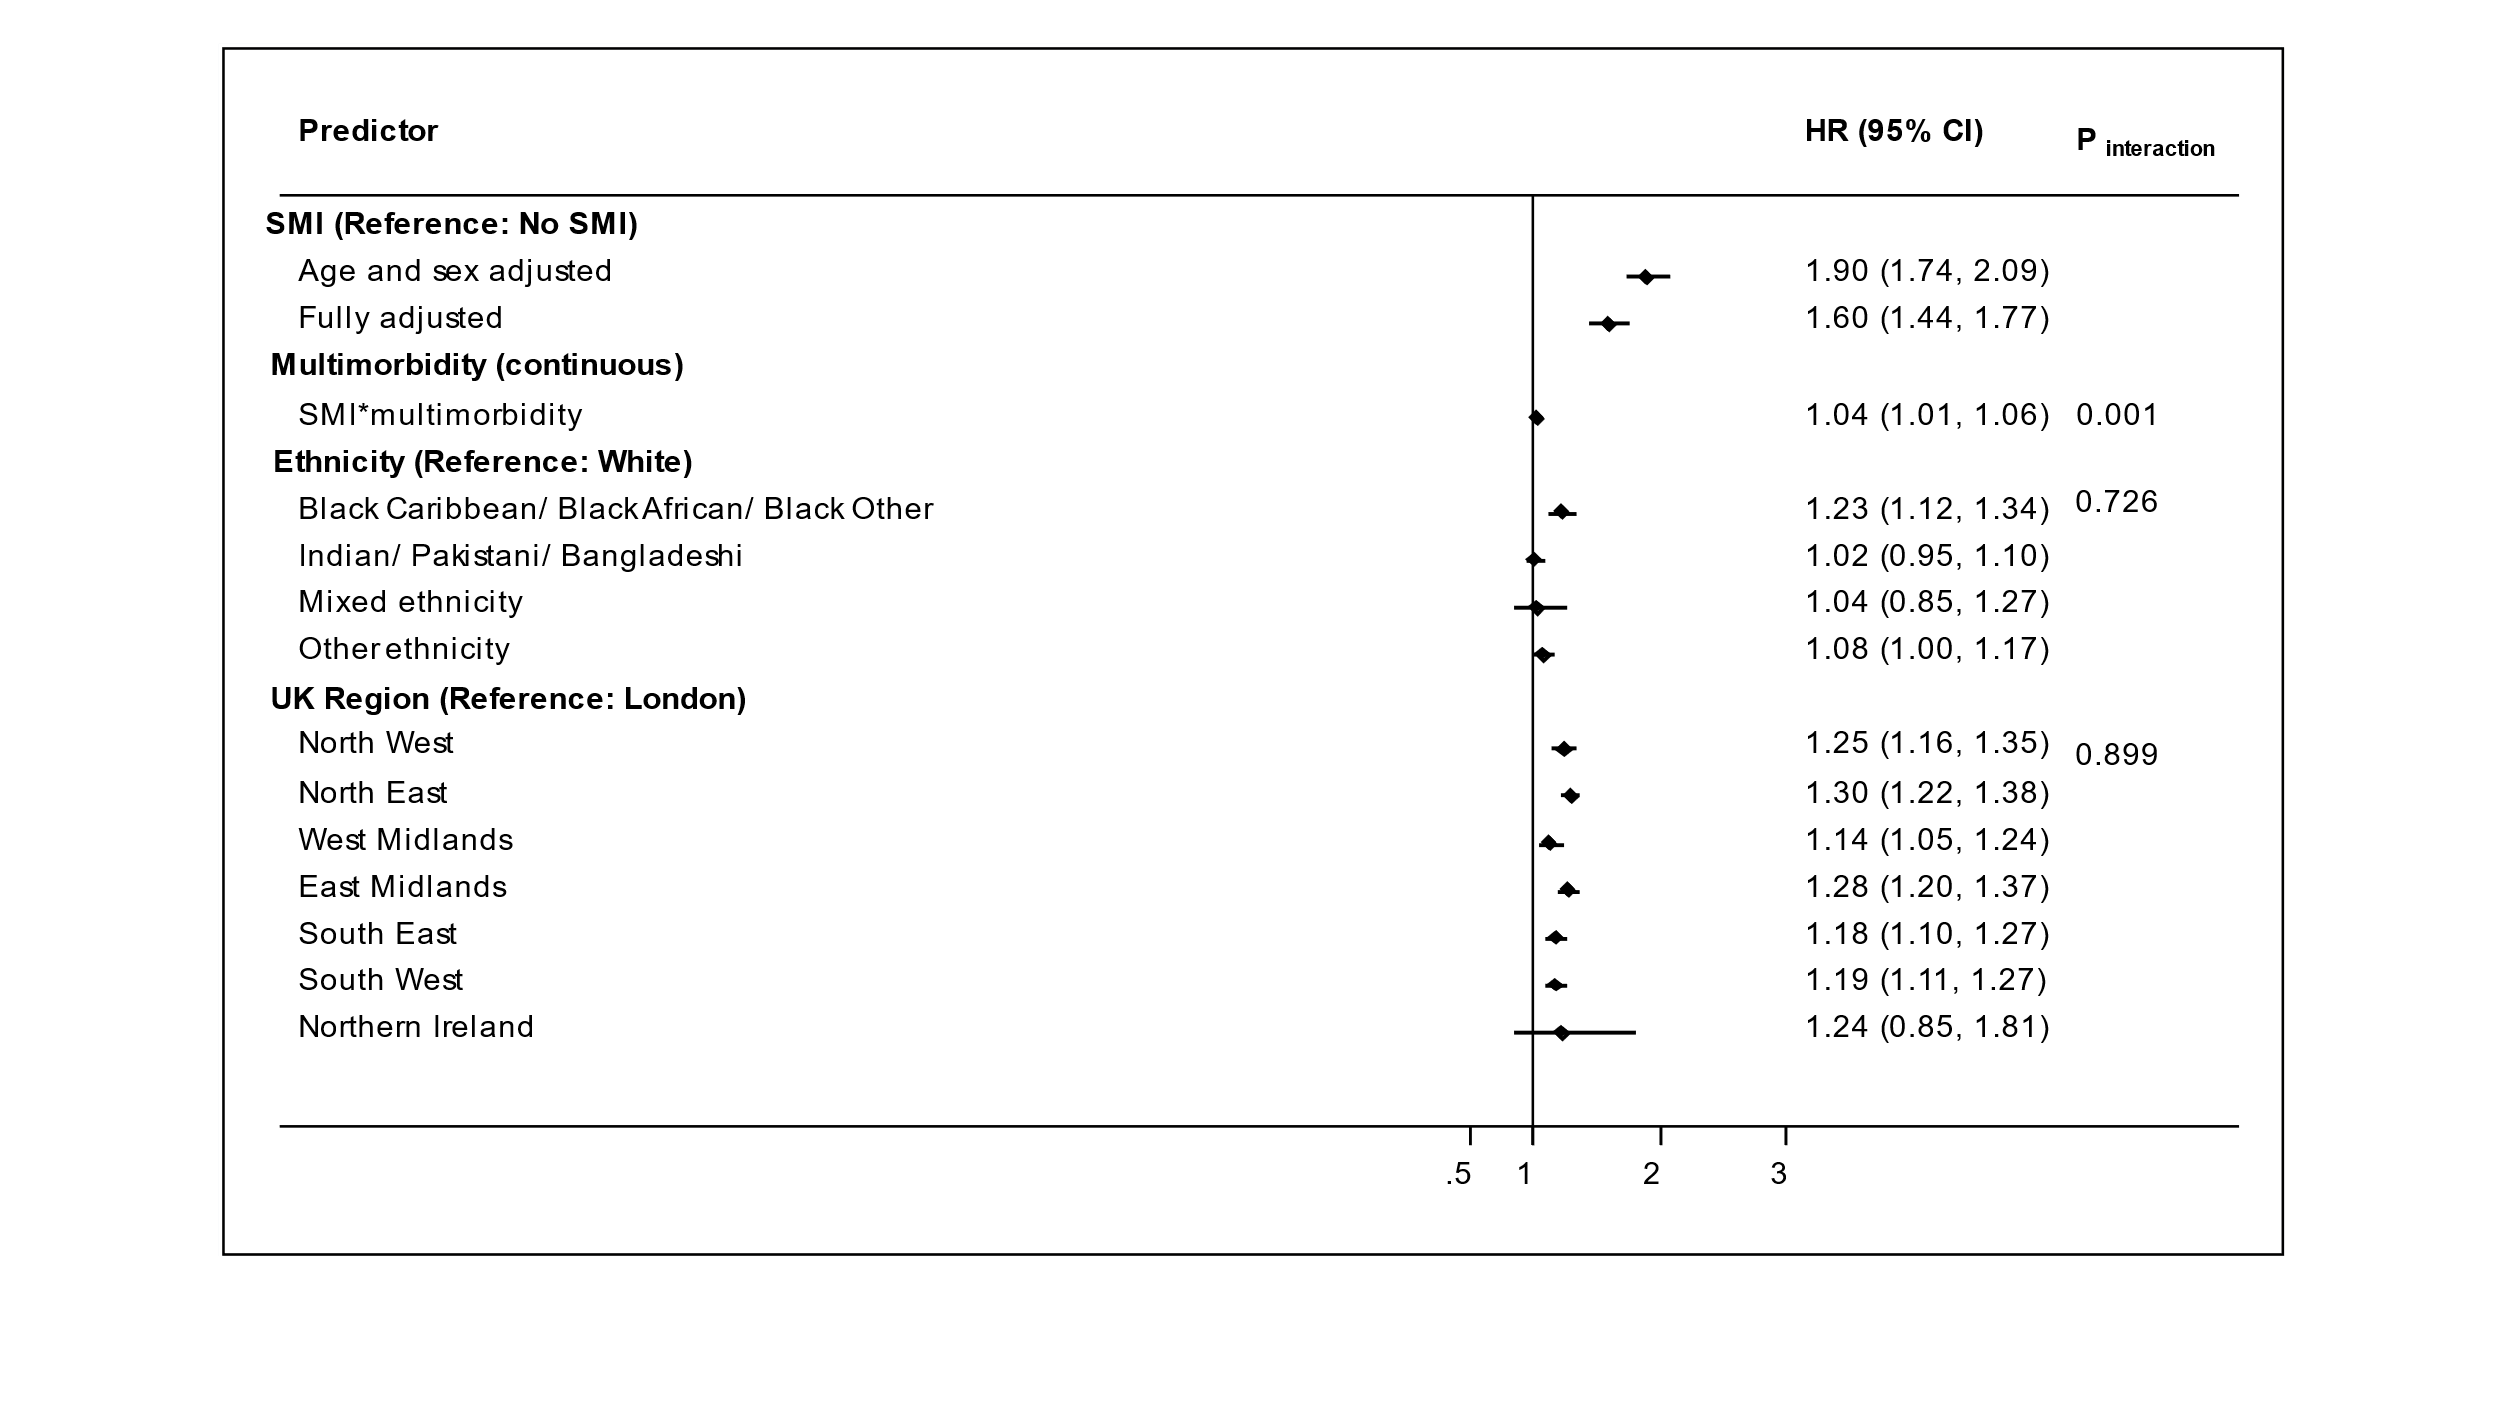 Predictor HR (95% CI) P interaction
SMI (Reference: No SMI)
Age and sex adjusted 1.90 (1.74, 2.09)
Fully adjusted 1.60 (1.44, 1.77)
Multimorbidity (continuous)
SMI*multimorbidity 1.04 (1.01, 1.06) 0.001
Ethnicity (Reference: White)
Black Caribbean/ Black African/ Black Other 1.23 (1.12, 1.34) 0.726
Indian/ Pakistani/ Bangladeshi 1.02 (0.95, 1.10)
Mixed ethnicity 1.04 (0.85, 1.27)
Other ethnicity 1.08 (1.00, 1.17)
UK Region (Reference: London)
North West 1.25 (1.16, 1.35) 0.899
North East 1.30 (1.22, 1.38)
West Midlands 1.14 (1.05, 1.24)
East Midlands 1.28 (1.20, 1.37)
South East 1.18 (1.10, 1.27)
South West 1.19 (1.11, 1.27)
Northern Ireland 1.24 (0.85, 1.81)
.5 1 2 3